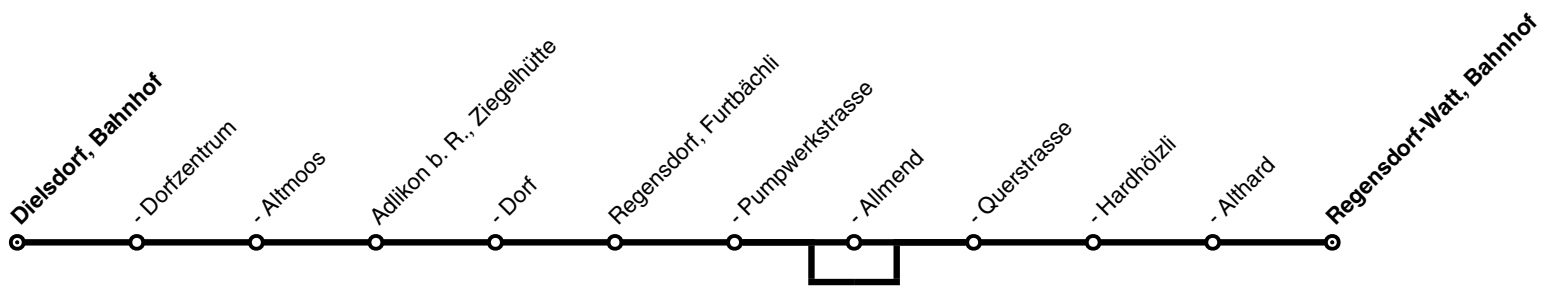 Dielsdorf, Bahnhof
- Dorfzentrum
- Altmoos
Adlikon b. R., Ziegelhütte
- Dorf
Regensdorf, Furtbächli
- Pumpwerkstrasse
- Allmend
- Querstrasse
- Hardhölzli
- Althard
Regensdorf-Watt, Bahnhof